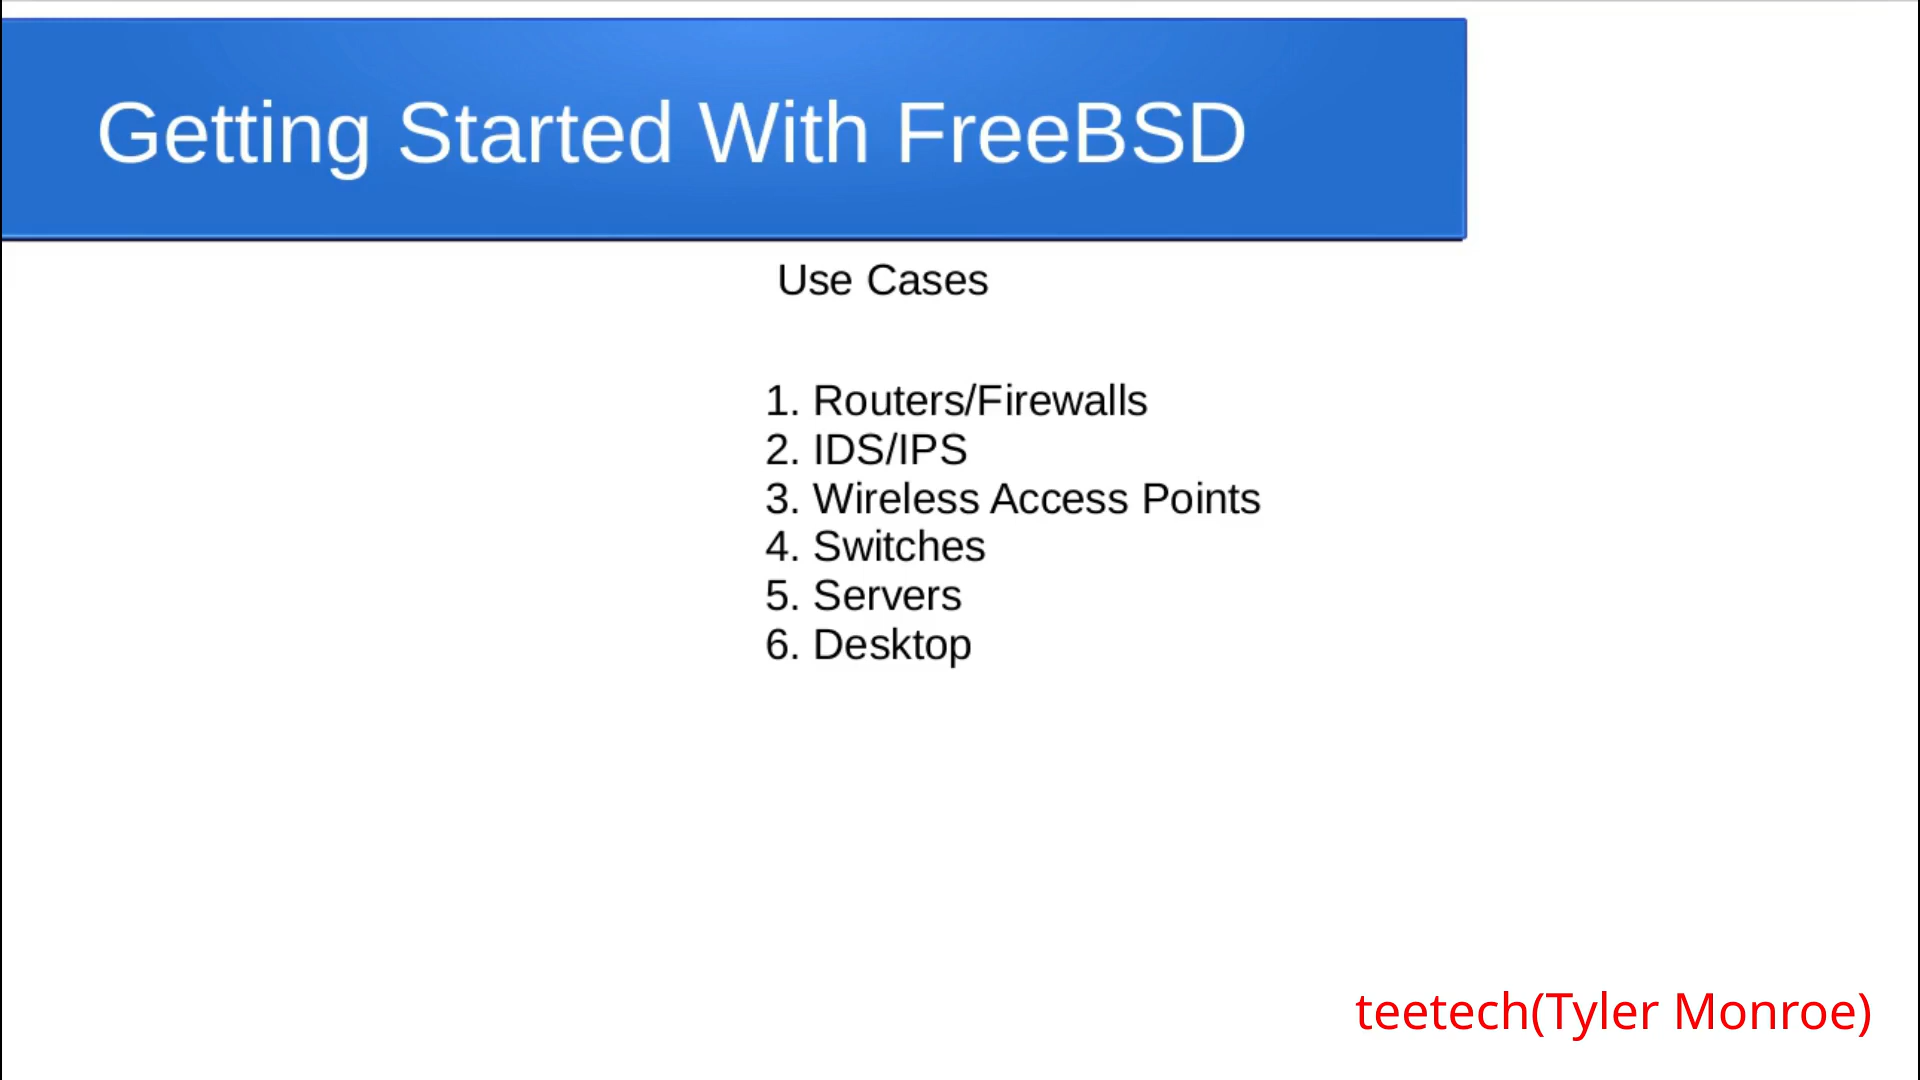 Getting Started With FreeBSD
Use Cases
1. Routers/Firewalls
2. IDS/IPS
3. Wireless Access Points
4. Switches
5. Servers
6. Desktop
teetech(Tyler Monroe)